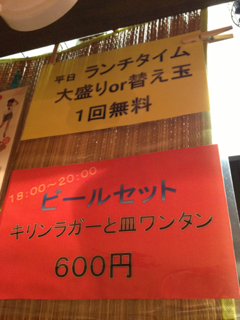 平日 ランチタイム
大盛りor替え玉
1回無料
18:00～20:00
ビールセット
キリンラガーと皿ワンタン
600円